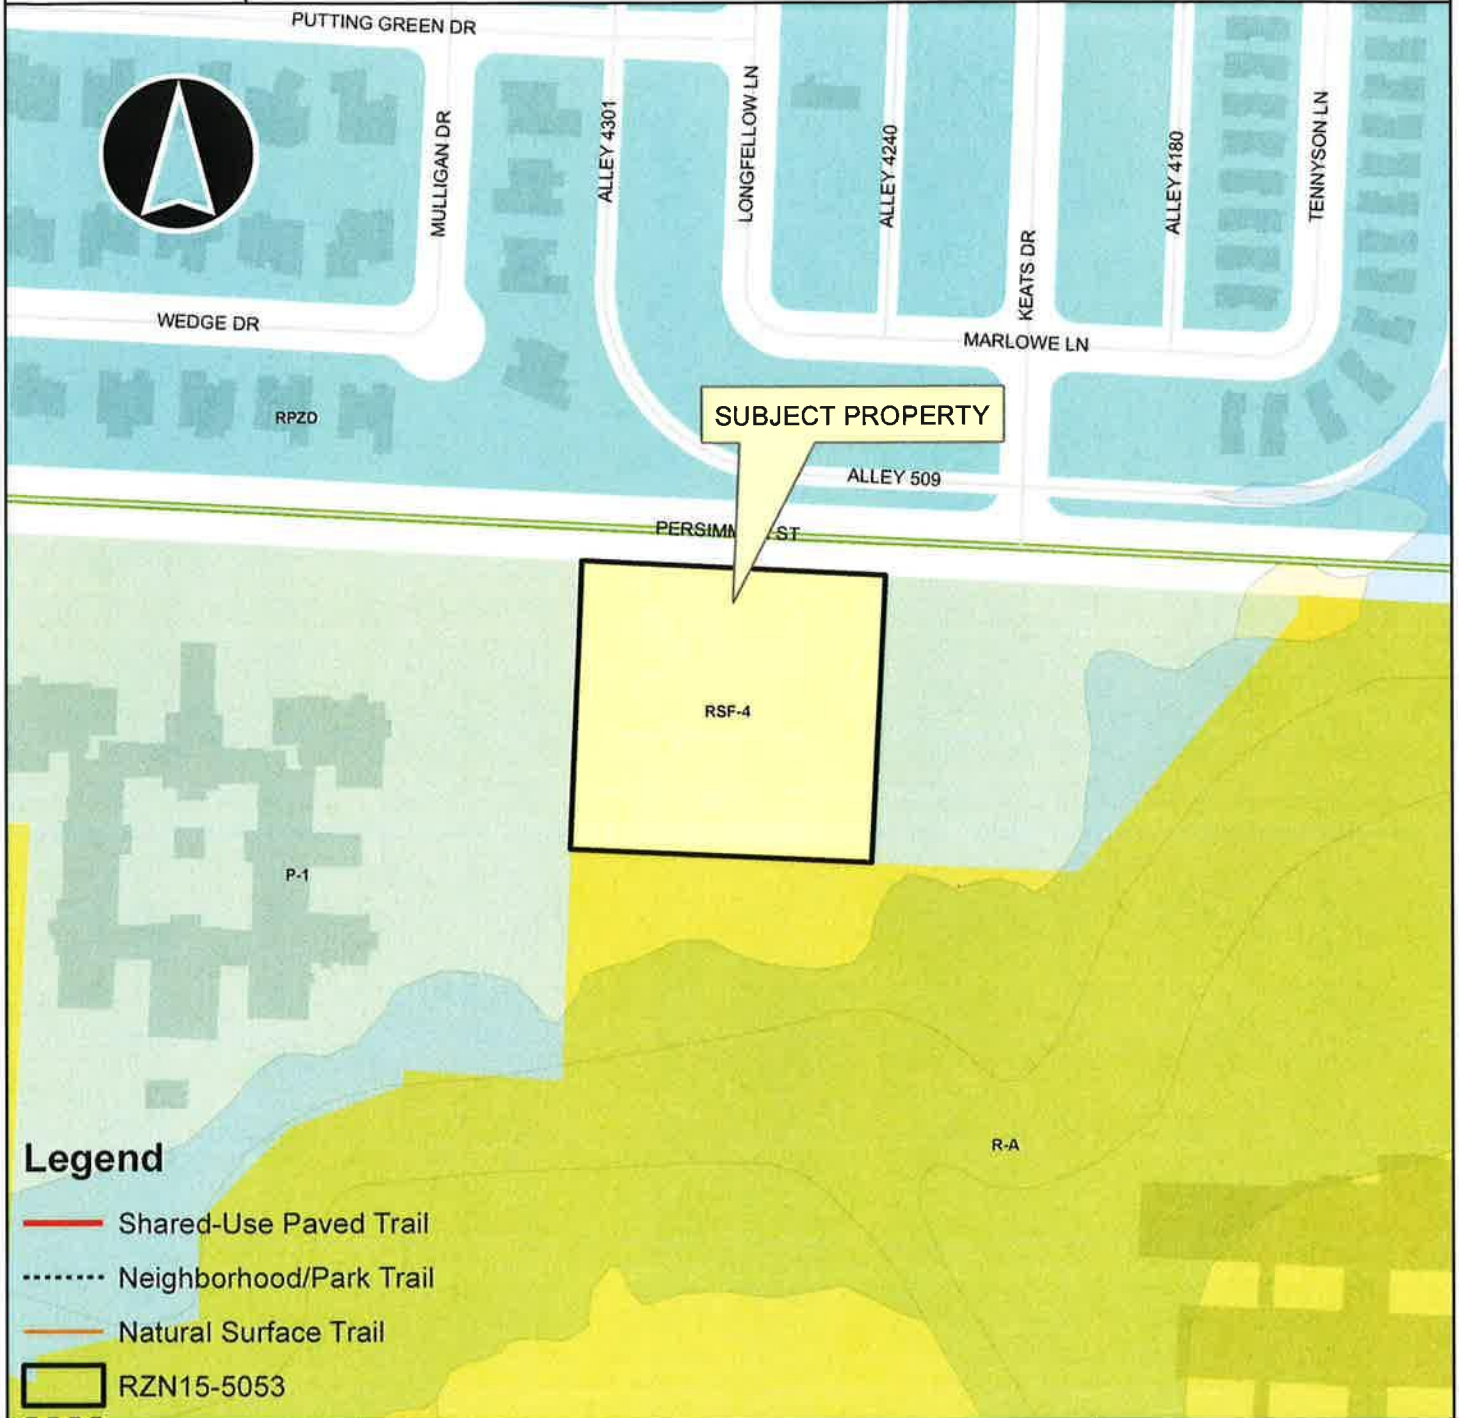 PUTTING GREEN DR
MULLIGAN DR
ALLEY 4301
LONGFELLOW LN
ALLEY 4240
KEATS DR
ALLEY 4180
TENNYSON LN
WEDGE DR
MARLOWE LN
RPZD
SUBJECT PROPERTY
ALLEY 509
ST
RSF-4
P-1
R-A
Legend
Shared-Use Paved Trail
Neighborhood/Park Trail
Natural Surface Trail
RZN15-5053